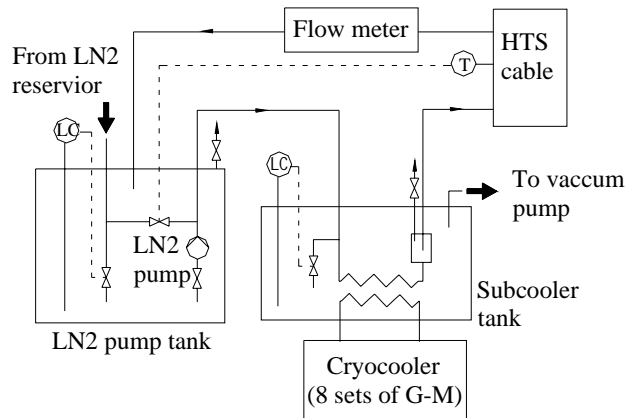 Flow meter
HTS
cable
T
From LN2
reservior
LC
LC
To vaccum
pump
LN2
pump
Subcooler
tank
LN2 pump tank
Cryocooler
(8 sets of G-M)